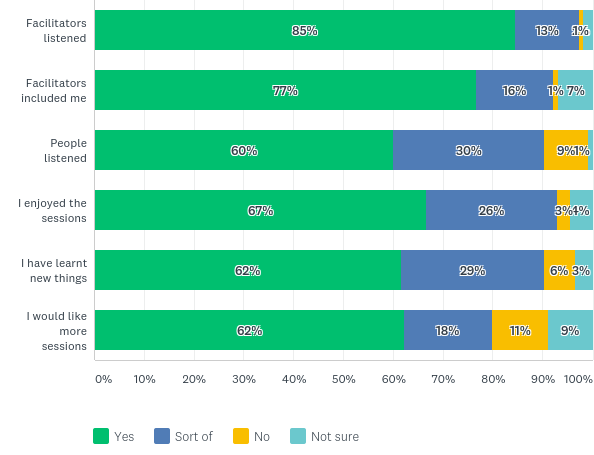 Facilitators
listened
85%
13%
1%
Facilitators
included me
77%
16%
1%
7%
People
listened
60%
30%
9%
1%
I enjoyed the
sessions
67%
26%
3%
4%
I have learnt
new things
62%
29%
6%
3%
I would like
more
sessions
62%
18%
11%
9%
0% 10% 20% 30% 40% 50% 60% 70% 80% 90% 100%
Yes Sort of No Not sure